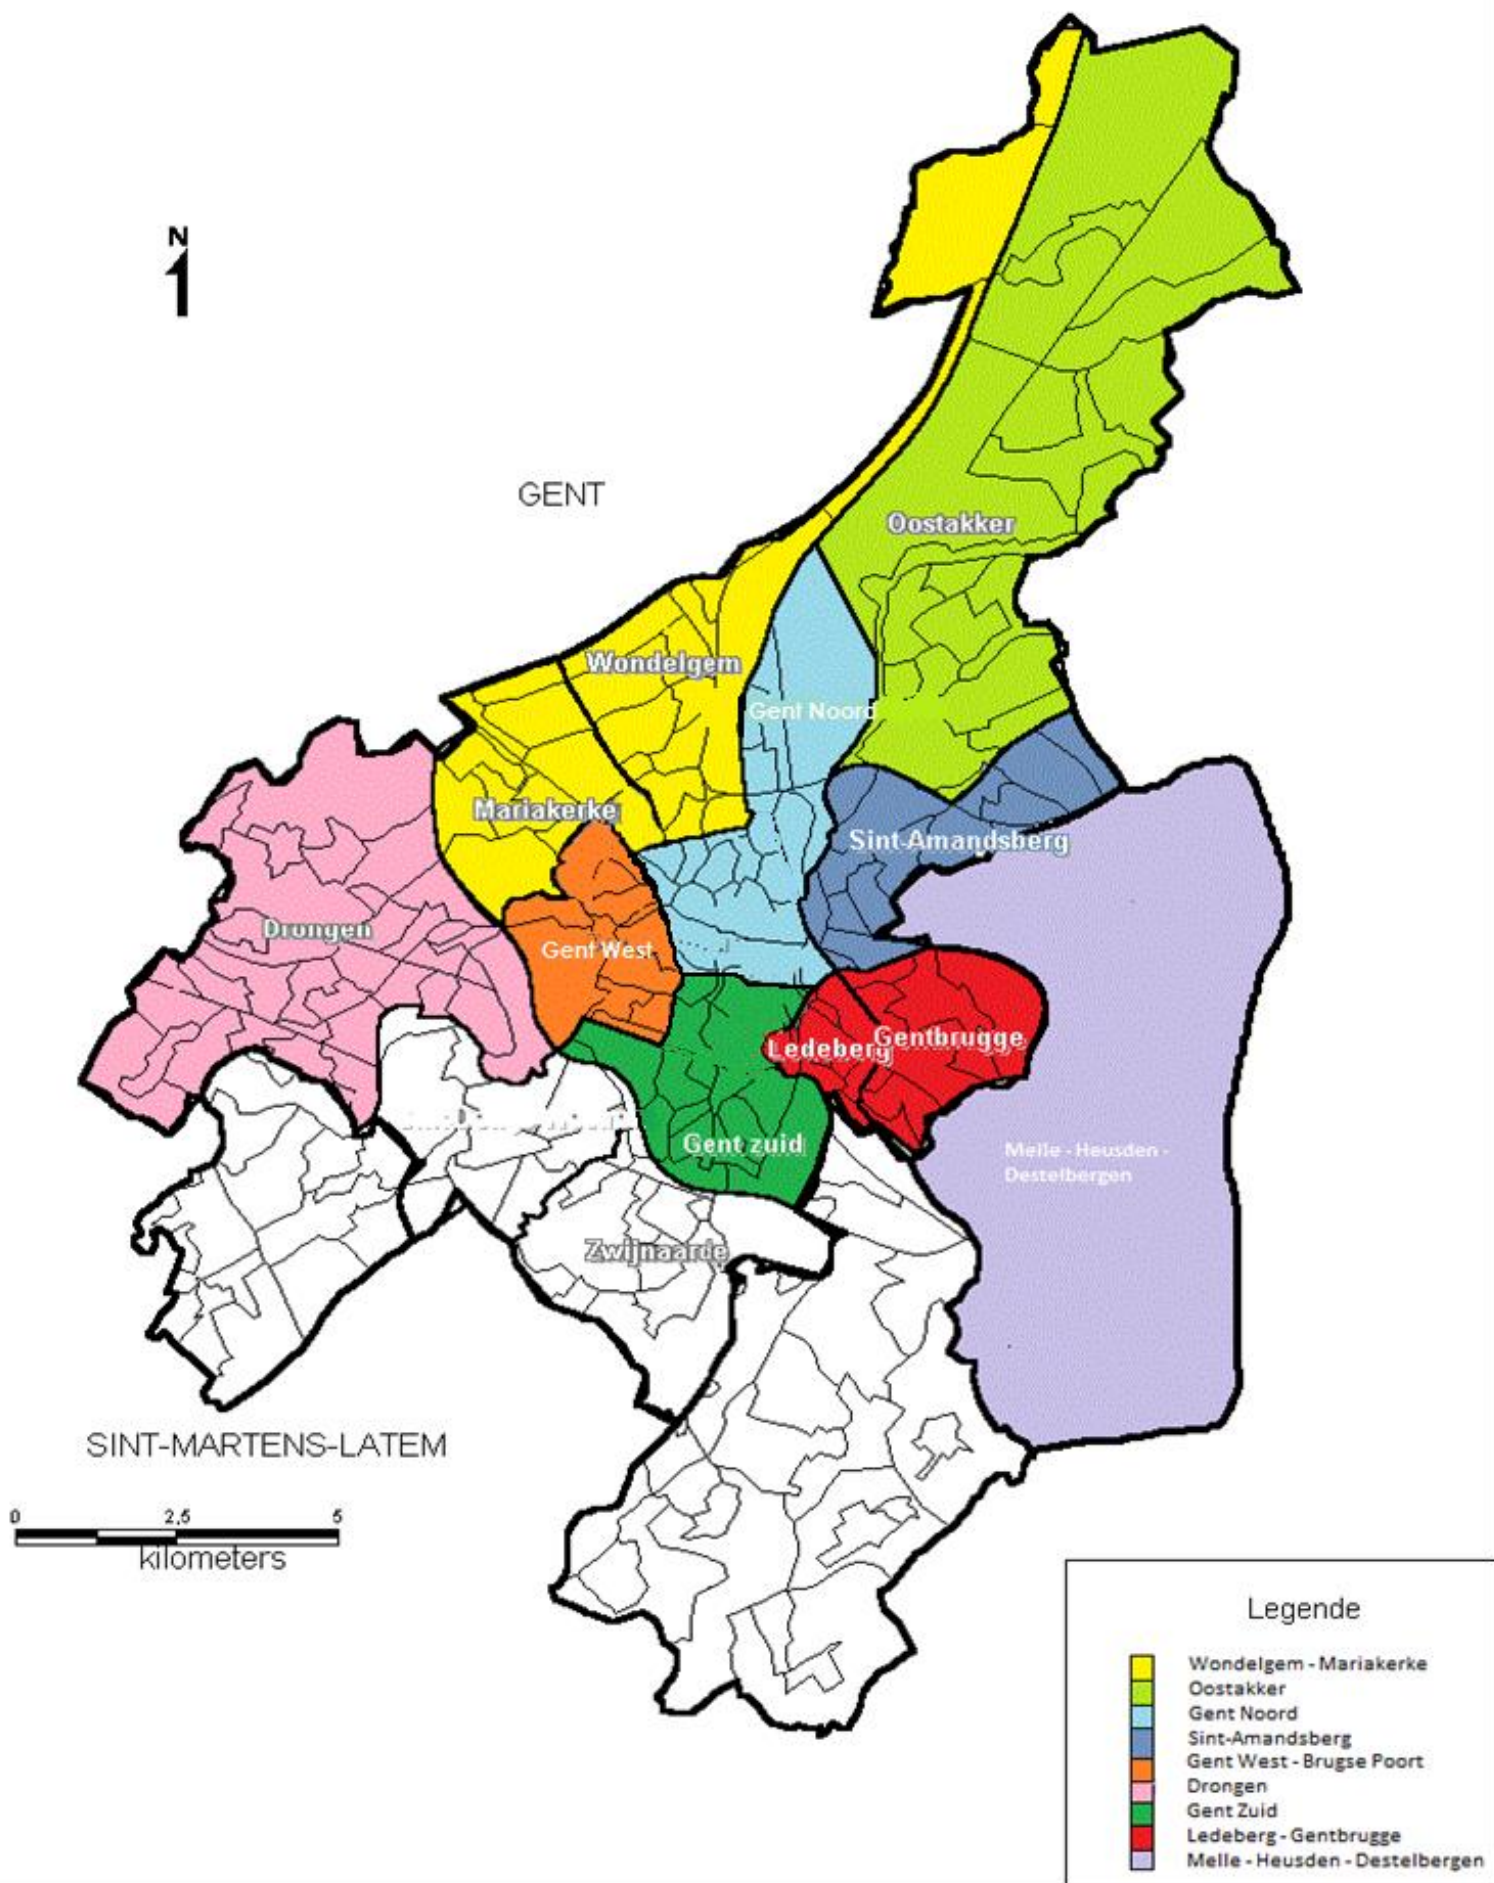 N
GENT
Oostakker
Wondelgem
Gent Noord
Mariakerke
Sint-Amandsberg
Drongen
Gent West
Gentbrugge
Ledeberg
Gent zuid
Melle - Heusden -
Destelbergen
Zwijnaarde
SINT-MARTENS-LATEM
0 2,5 5
kilometers
Legende
Wondelgem - Mariakerke
Oostakker
Gent Noord
Sint-Amandsberg
Gent West - Brugse Poort
Drongen
Gent Zuid
Ledeberg - Gentbrugge
Melle - Heusden - Destelbergen